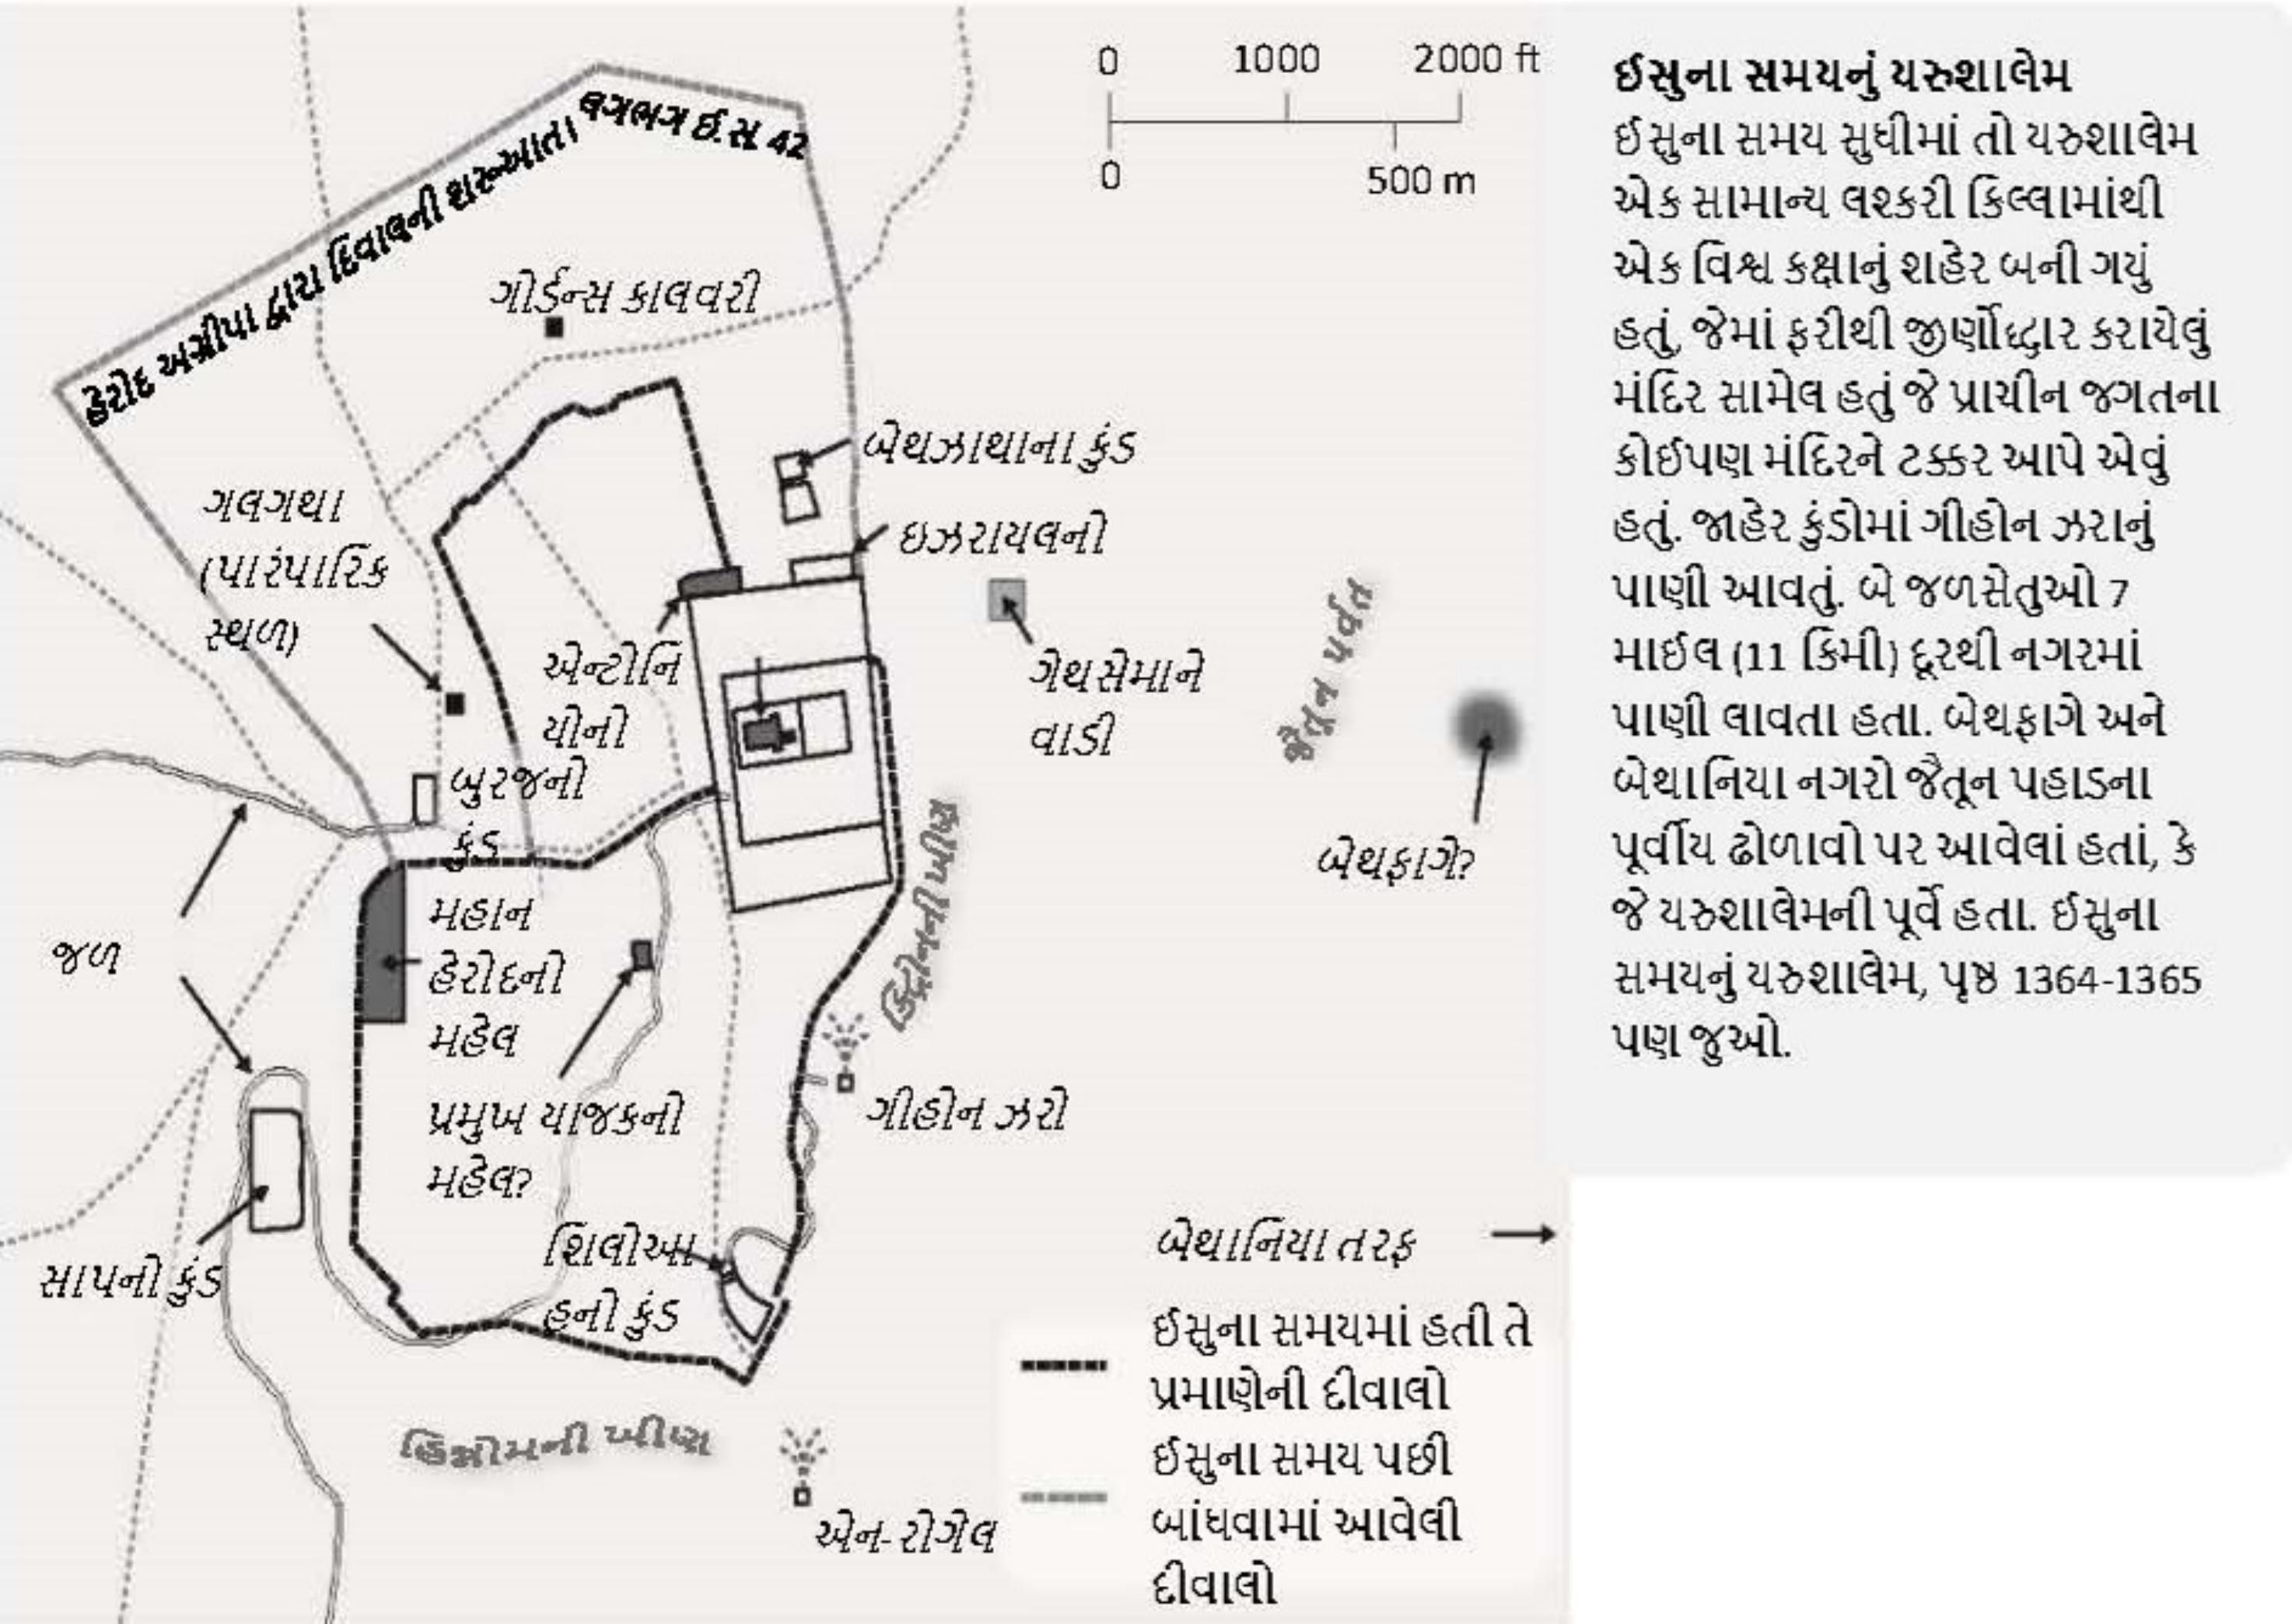 0 1000 2000 ft
0 500 m
હેરોદ અગ્રીપા દ્વારા દિવાલની શરૂઆત। લગભગ ઈ.સ. 42
ગોર્ડન્સ કાલવરી
બેથઝાથાના કુંડ
ગલગથા
(પારંપારિક
સ્થળ)
ઇઝરાયલનો
એન્ટોનિ
યોનો
ગેથસેમાને
વાડી
જૈતૂન પર્વત
બુરજનો
કુંડ
બેથફાગે?
મહાન
હેરોદનો
મહેલ
જળ
કિદ્રોનની ખીણ
પ્રમુખ યાજકનો
મહેલ?
ગીહોન ઝરો
શિલોઆ
હનો કુંડ
સાપનો કુંડ
હિન્નોમની ખીણ
એન-રોગેલ
બેથાનિયા તરફ
ઈસુના સમયમાં હતી તે
પ્રમાણેની દીવાલો
ઈસુના સમય પછી
બાંધવામાં આવેલી
દીવાલો
ઈસુના સમયનું યરુશાલેમ
ઈસુના સમય સુધીમાં તો યરુશાલેમ
એક સામાન્ય લશ્કરી કિલ્લામાંથી
એક વિશ્વ કક્ષાનું શહેર બની ગયું
હતું, જેમાં ફરીથી જીર્ણોદ્ધાર કરાયેલું
મંદિર સામેલ હતું જે પ્રાચીન જગતના
કોઈપણ મંદિરને ટક્કર આપે એવું
હતું. જાહેર કુંડોમાં ગીહોન ઝરાનું
પાણી આવતું. બે જળસેતુઓ 7
માઈલ (11 કિમી) દૂરથી નગરમાં
પાણી લાવતા હતા. બેથફાગે અને
બેથાનિયા નગરો જૈતૂન પહાડના
પૂર્વીય ઢોળાવો પર આવેલાં હતાં, કે
જે યરુશાલેમની પૂર્વે હતા. ઈસુના
સમયનું યરુશાલેમ, પૃષ્ઠ 1364-1365
પણ જુઓ.